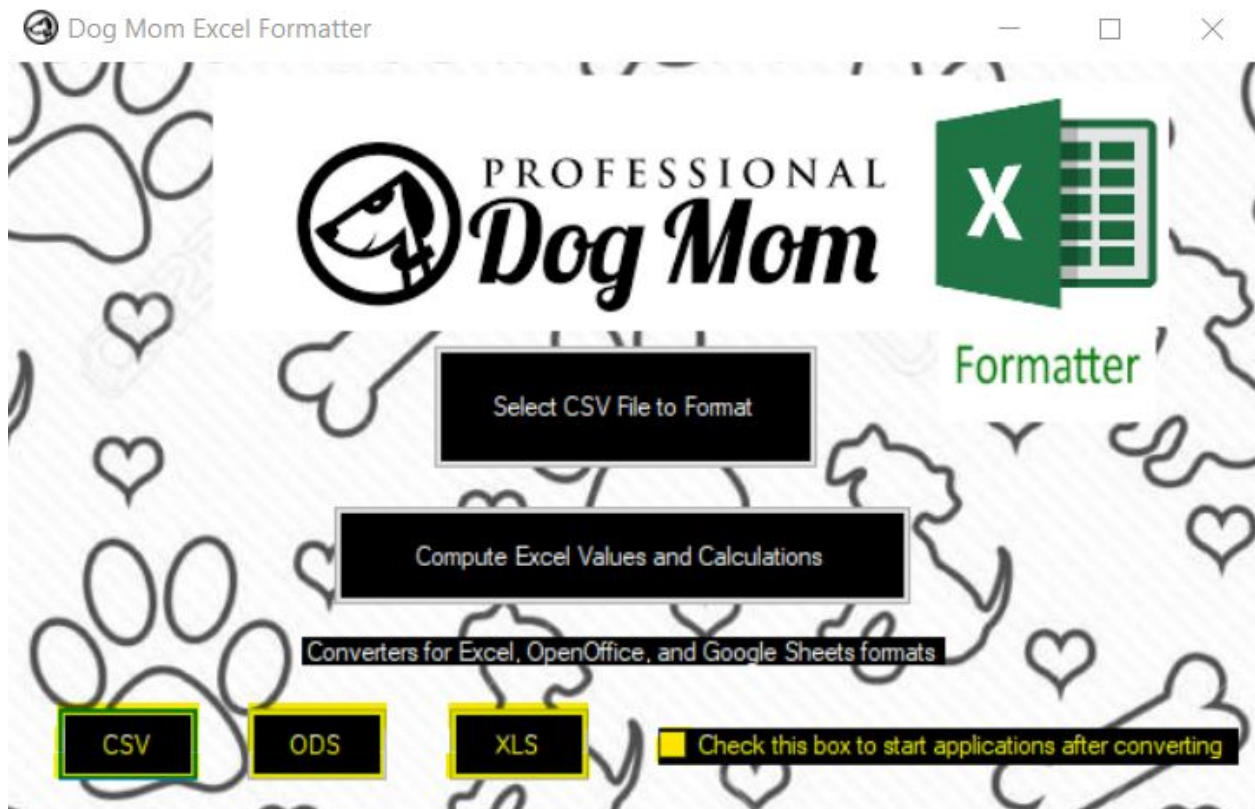 Dog Mom Excel Formatter
PROFESSIONAL
Dog Mom
X
Formatter
Select CSV File to Format
Compute Excel Values and Calculations
Converters for Excel, OpenOffice, and Google Sheets formats
CSV
ODS
XLS
Check this box to start applications after converting